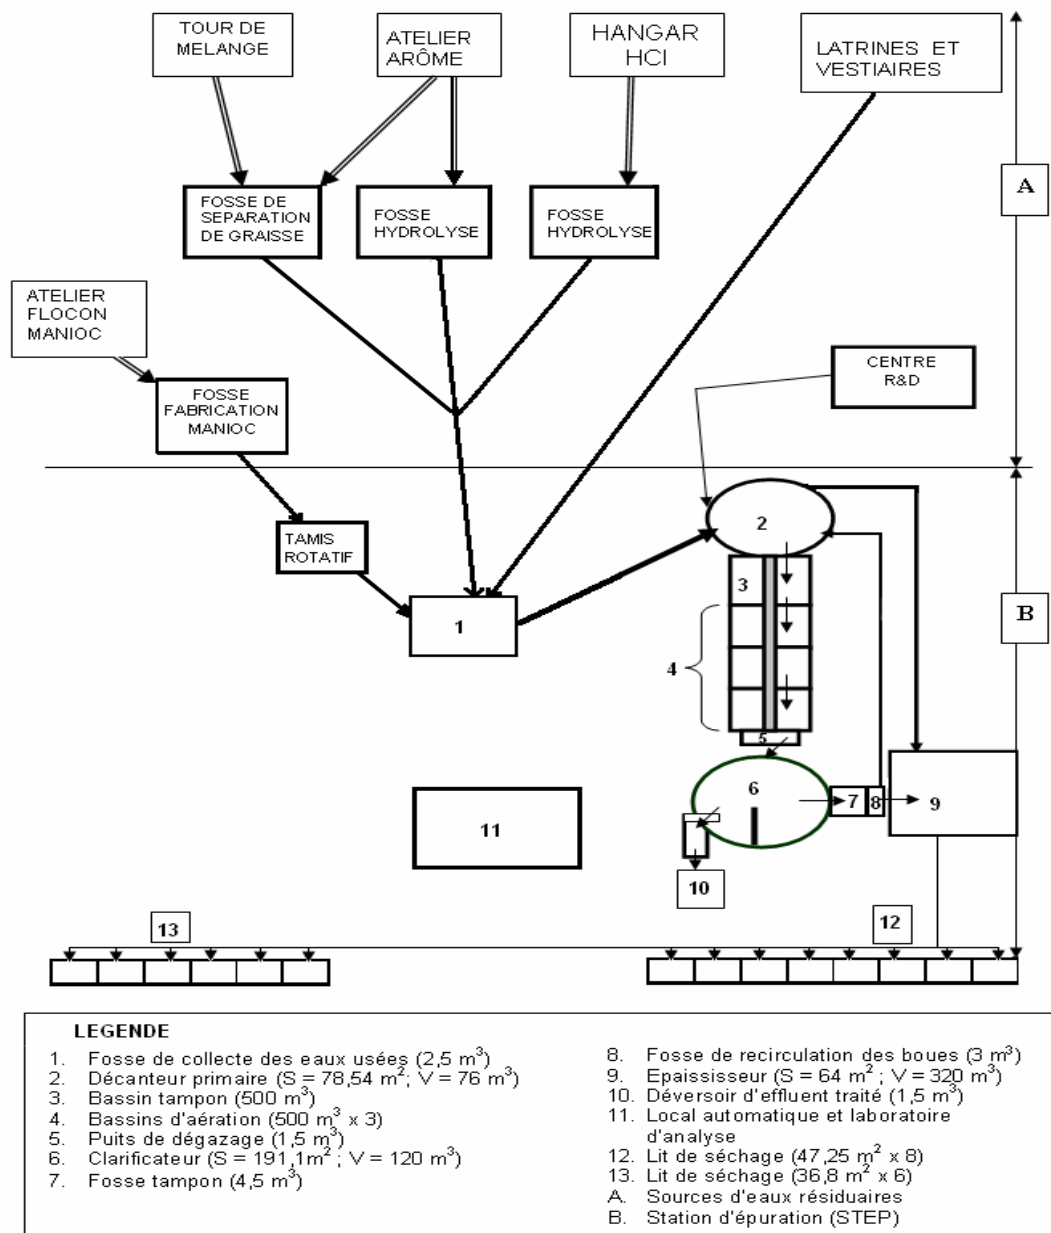 TOUR DE
MELANGE
ATELIER
ARÔME
HANGAR
HCl
LATRINES ET
VESTIAIRES
A
FOSSE DE
SEPARATION
DE GRAISSE
FOSSE
HYDROLYSE
FOSSE
HYDROLYSE
ATELIER
FLOCON
MANIOC
CENTRE
R&D
FOSSE
FABRICATION
MANIOC
TAMIS
ROTATIF
2
3
1
B
4
5
6
7
8
9
11
10
13
12
LEGENDE
1. Fosse de collecte des eaux usées (2,5 m³)
2. Décanteur primaire (S = 78,54 m²; V = 76 m³)
3. Bassin tampon (500 m³)
4. Bassins d'aération (500 m³ x 3)
5. Puits de dégazage (1,5 m³)
6. Clarificateur (S = 191,1m² ; V = 120 m³)
7. Fosse tampon (4,5 m³)
8. Fosse de recirculation des boues (3 m³)
9. Epaississeur (S = 64 m² ; V = 320 m³)
10. Déversoir d'effluent traité (1,5 m³)
11. Local automatique et laboratoire
d'analyse
12. Lit de séchage (47,25 m² x 8)
13. Lit de séchage (36,8 m² x 6)
A. Sources d'eaux résiduaires
B. Station d'épuration (STEP)